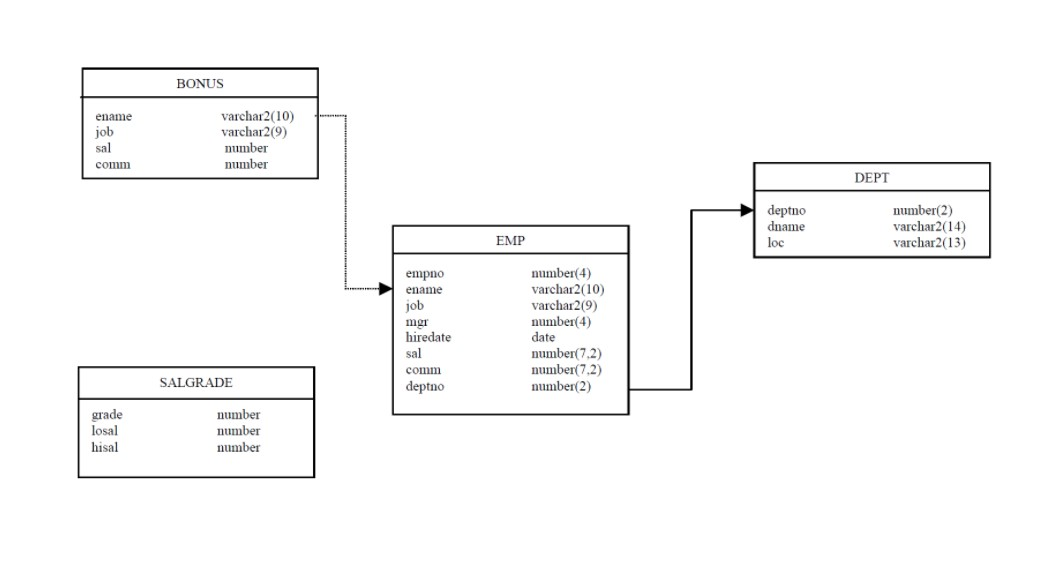 BONUS
ename varchar2(10)
job varchar2(9)
sal number
comm number
DEPT
deptno number(2)
dname varchar2(14)
loc varchar2(13)
EMP
empno number(4)
ename varchar2(10)
job varchar2(9)
mgr number(4)
hiredate date
sal number(7,2)
comm number(7,2)
deptno number(2)
SALGRADE
grade number
losal number
hisal number